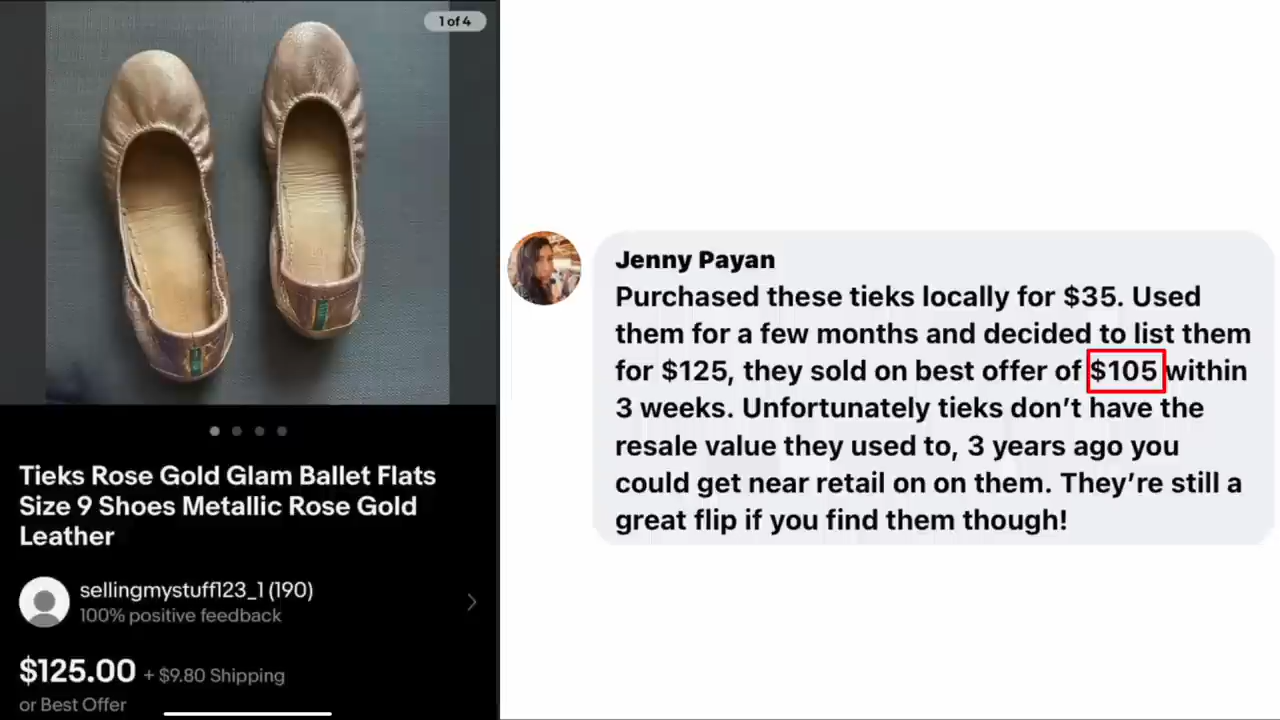 1 of 4
Tieks Rose Gold Glam Ballet Flats
Size 9 Shoes Metallic Rose Gold
Leather
sellingmystuff123_1 (190)
100% positive feedback
$125.00 + $9.80 Shipping
or Best Offer
Jenny Payan
Purchased these tieks locally for $35. Used
them for a few months and decided to list them
for $125, they sold on best offer of $105 within
3 weeks. Unfortunately tieks don't have the
resale value they used to, 3 years ago you
could get near retail on on them. They're still a
great flip if you find them though!